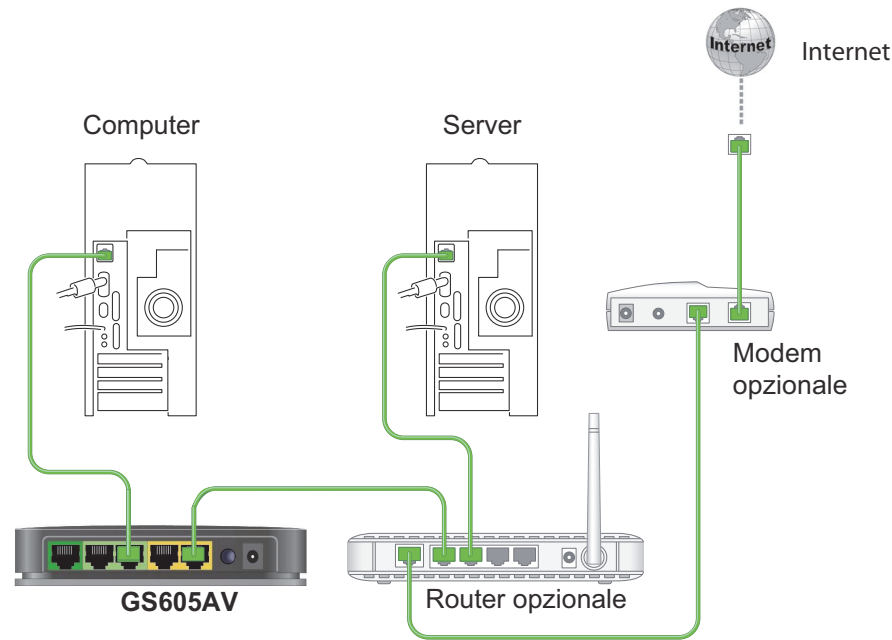 Internet
Internet
Computer
Server
Modem
opzionale
GS605AV
Router opzionale